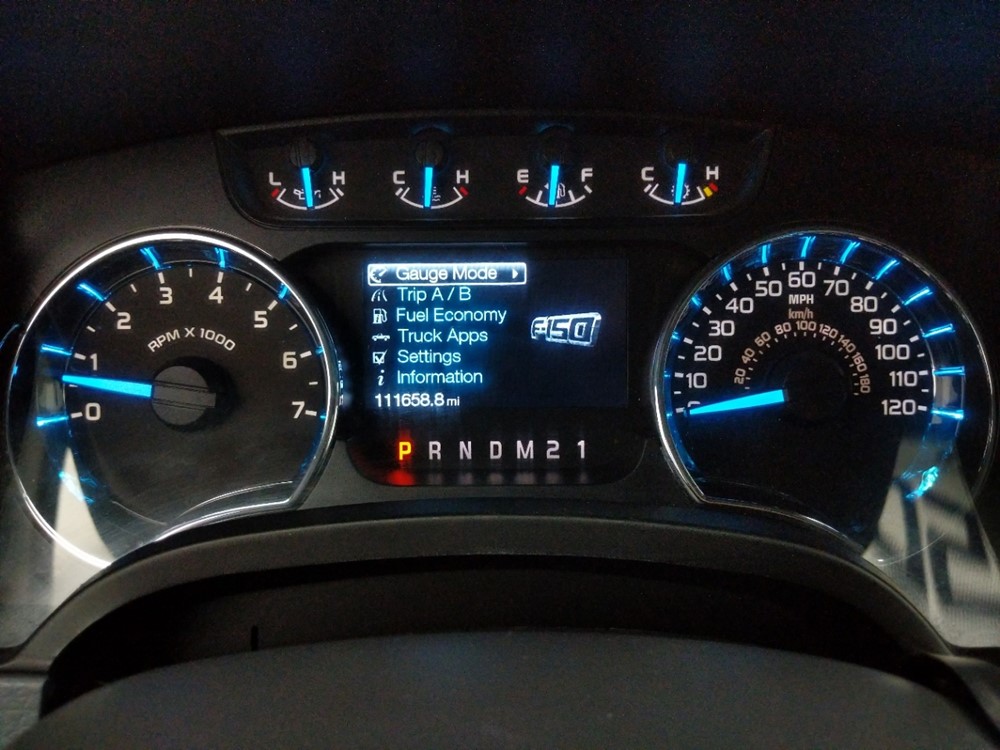 L H
C H
E F
C H
0 1 2 3 4 5 6 7
RPM X 1000
Gauge Mode
Trip A / B
Fuel Economy
Truck Apps
Settings
Information
111658.8 mi
F-150
P R N D M 2 1
0 10 20 30 40 50 60 70 80 90 100 110 120
MPH
km/h
20 40 60 80 100 120 140 160 180